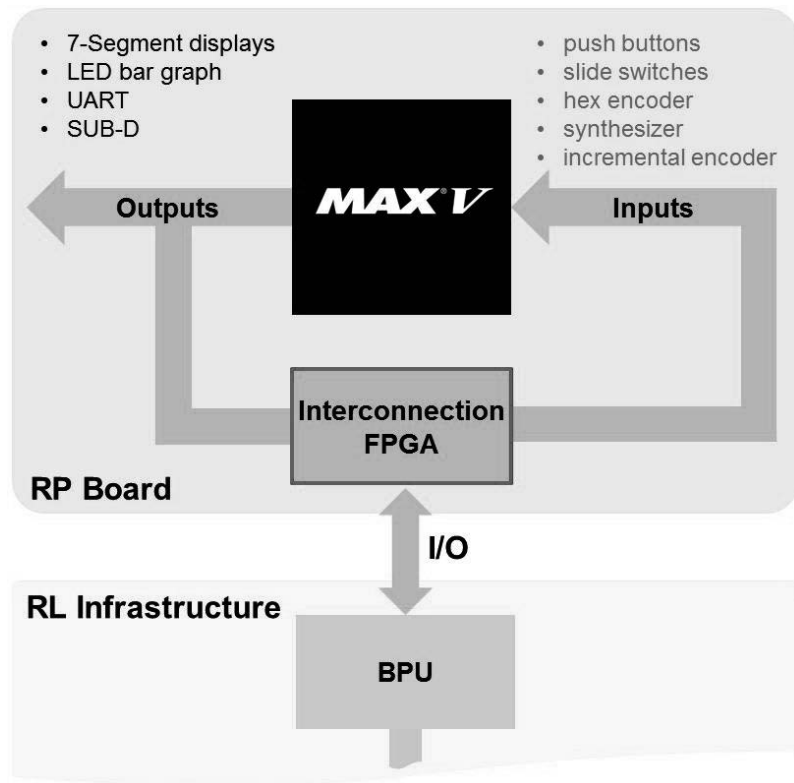 • 7-Segment displays
• LED bar graph
• UART
• SUB-D
• push buttons
• slide switches
• hex encoder
• synthesizer
• incremental encoder
Outputs
MAX® V
Inputs
Interconnection
FPGA
RP Board
I/O
RL Infrastructure
BPU